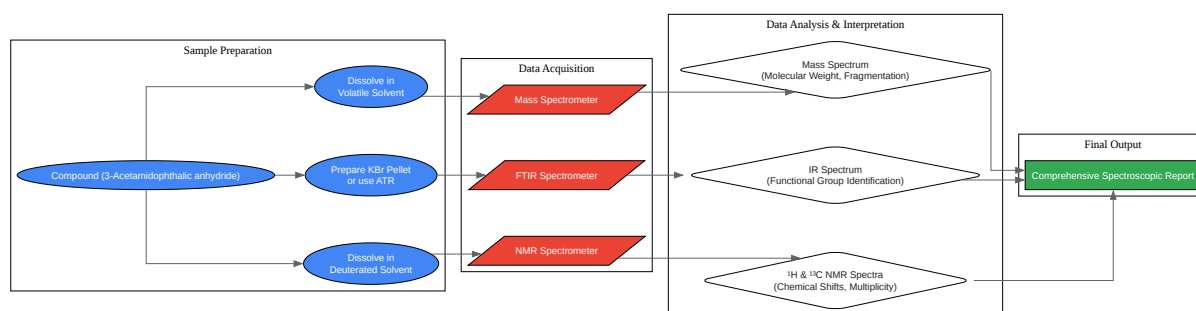 Sample Preparation
Dissolve in
Volatile Solvent
Compound (3-Acetamidophthalic anhydride)
Prepare KBr Pellet
or use ATR
Dissolve in
Deuterated Solvent
Data Acquisition
Mass Spectrometer
FTIR Spectrometer
NMR Spectrometer
Data Analysis & Interpretation
Mass Spectrum
(Molecular Weight, Fragmentation)
IR Spectrum
(Functional Group Identification)
¹H & ¹³C NMR Spectra
(Chemical Shifts, Multiplicity)
Final Output
Comprehensive Spectroscopic Report